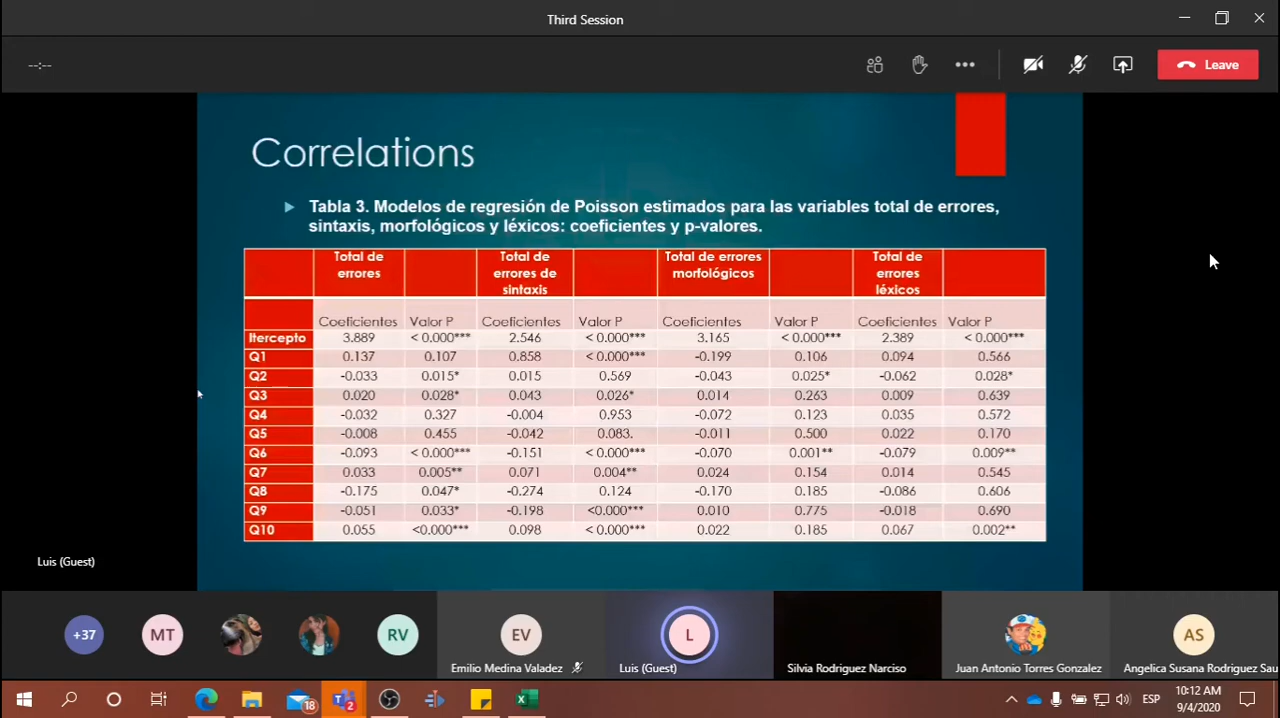 Third Session
--:--
Leave
Correlations
Tabla 3. Modelos de regresión de Poisson estimados para las variables total de errores,
sintaxis, morfológicos y léxicos: coeficientes y p-valores.
Total de errores Total de errores de sintaxis Total de errores morfológicos Total de errores léxicos
Coeficientes Valor P Coeficientes Valor P Coeficientes Valor P Coeficientes Valor P
Itercepto 3.889 < 0.000*** 2.546 < 0.000*** 3.165 < 0.000*** 2.389 < 0.000***
Q1 0.137 0.107 0.858 < 0.000*** -0.199 0.106 0.094 0.566
Q2 -0.033 0.015* 0.015 0.569 -0.043 0.025* -0.062 0.028*
Q3 0.020 0.028* 0.043 0.026* 0.014 0.263 0.009 0.639
Q4 -0.032 0.327 -0.004 0.953 -0.072 0.123 0.035 0.572
Q5 -0.008 0.455 -0.042 0.083. -0.011 0.500 0.022 0.170
Q6 -0.093 < 0.000*** -0.151 < 0.000*** -0.070 0.001** -0.079 0.009**
Q7 0.033 0.005** 0.071 0.004** 0.024 0.154 0.014 0.545
Q8 -0.175 0.047* -0.274 0.124 -0.170 0.185 -0.086 0.606
Q9 -0.051 0.033* -0.198 <0.000*** 0.010 0.775 -0.018 0.690
Q10 0.055 <0.000*** 0.098 < 0.000*** 0.022 0.185 0.067 0.002**
Luis (Guest)
+37 MT RV EV L AS
Emilio Medina Valadez Luis (Guest) Silvia Rodriguez Narciso Juan Antonio Torres Gonzalez Angelica Susana Rodriguez Sau
18 2 ESP 10:12 AM
9/4/2020